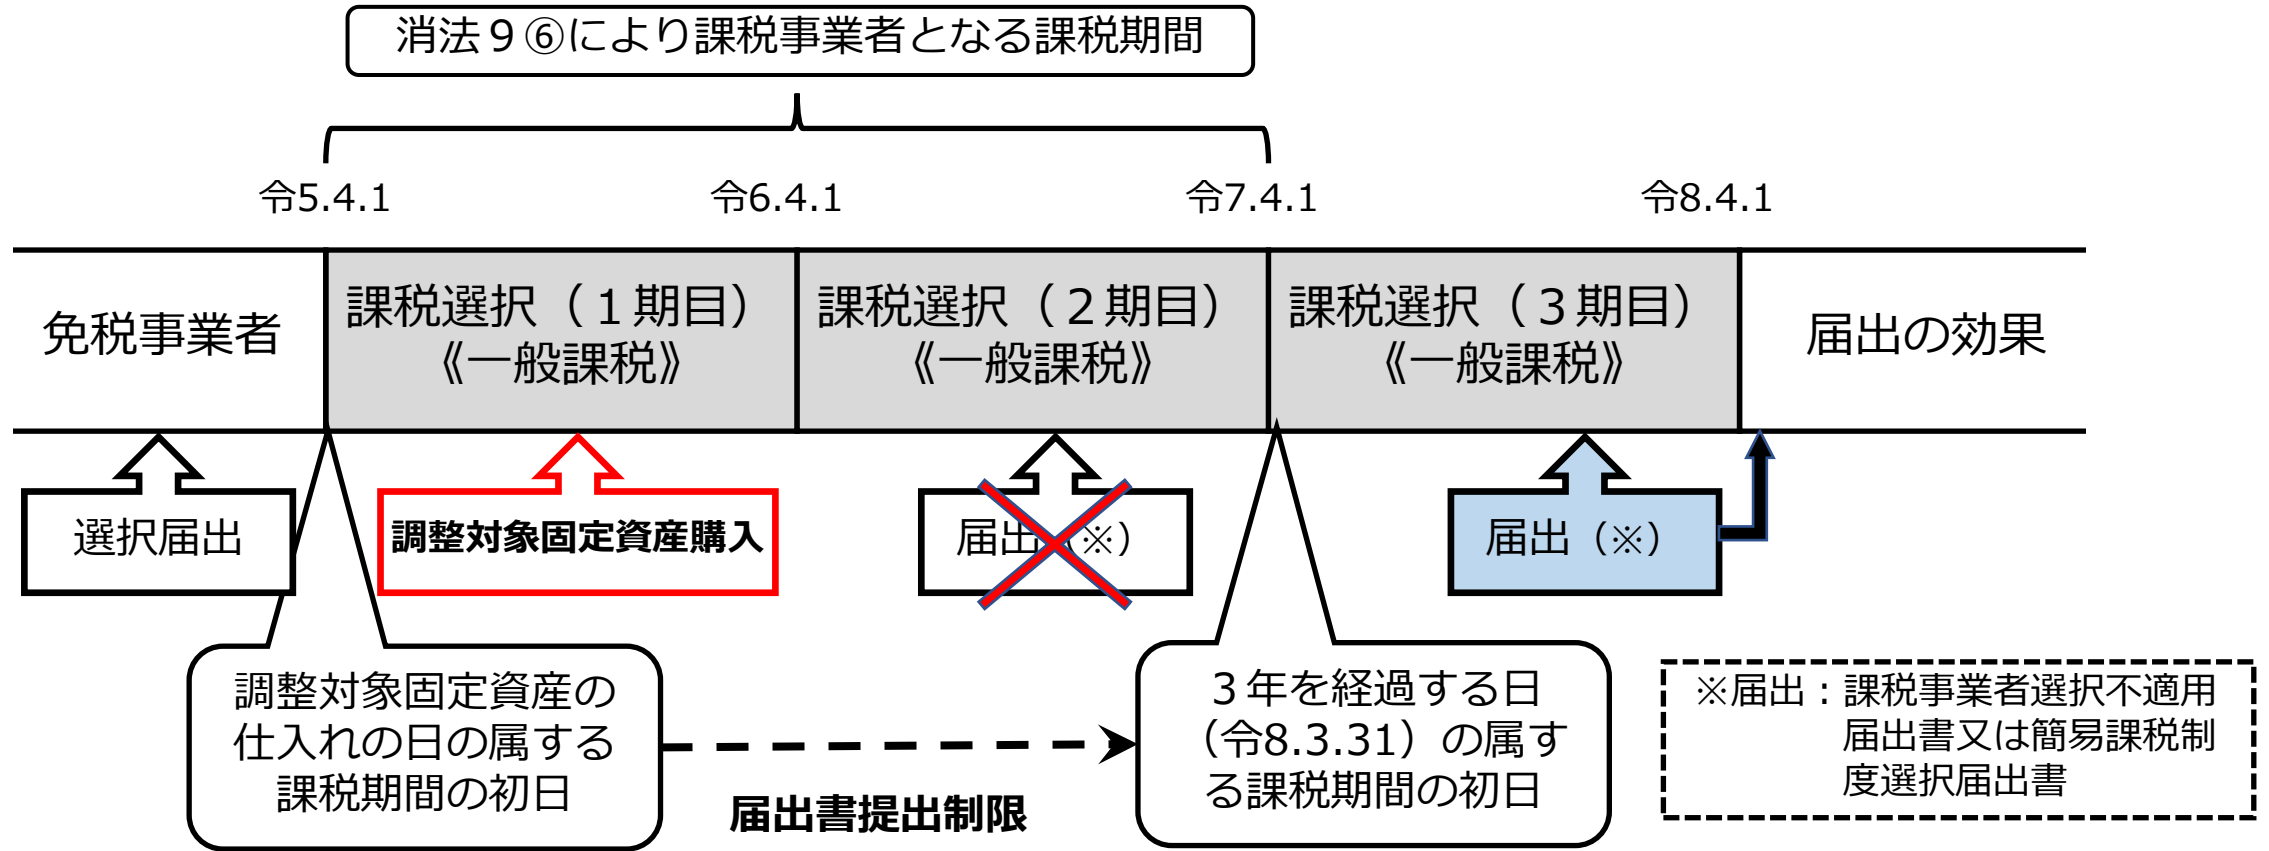 消法９⑥により課税事業者となる課税期間
令5.4.1
令6.4.1
令7.4.1
令8.4.1
免税事業者
課税選択（１期目）
《一般課税》
課税選択（２期目）
《一般課税》
課税選択（３期目）
《一般課税》
届出の効果
選択届出
調整対象固定資産購入
届出（※）
届出（※）
調整対象固定資産の
仕入れの日の属する
課税期間の初日
届出書提出制限
３年を経過する日
（令8.3.31）の属す
る課税期間の初日
※届出：課税事業者選択不適用
届出書又は簡易課税制
度選択届出書